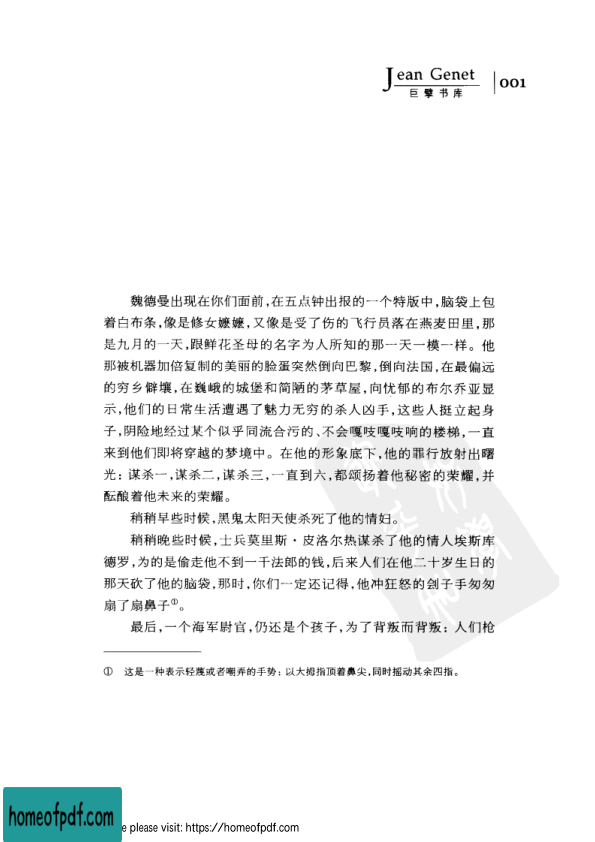 Jean Genet
巨擘书库
001
魏德曼出现在你们面前，在五点钟出报的一个特版中，脑袋上包
着白布条，像是修女嬷嬷，又像是受了伤的飞行员落在燕麦田里，那
是九月的一天，跟鲜花圣母的名字为人所知的那一天一模一样。他
那被机器加倍复制的美丽的脸蛋突然倒向巴黎，倒向法国，在最偏远
的穷乡僻壤，在巍峨的城堡和简陋的茅草屋，向忧郁的布尔乔亚显
示，他们的日常生活遭遇了魅力无穷的杀人凶手，这些人挺立起身
子，阴险地经过某个似乎同流合污的、不会嘎吱嘎吱响的楼梯，一直
来到他们即将穿越的梦境中。在他的形象底下，他的罪行放射出曙
光：谋杀一，谋杀二，谋杀三，一直到六，都颂扬着他秘密的荣耀，并
酝酿着他未来的荣耀。
稍稍早些时候，黑鬼太阳天使杀死了他的情妇。
稍稍晚些时候，士兵莫里斯·皮洛尔热谋杀了他的情人埃斯库
德罗，为的是偷走他不到一千法郎的钱，后来人们在他二十岁生日的
那天砍了他的脑袋，那时，你们一定还记得，他冲狂怒的刽子手匆匆
扇了扇鼻子①。
最后，一个海军尉官，仍还是个孩子，为了背叛而背叛：人们枪
① 这是一种表示轻蔑或者嘲弄的手势：以大拇指顶着鼻尖，同时摇动其余四指。
homeofpdf.com
e please visit: https://homeofpdf.com